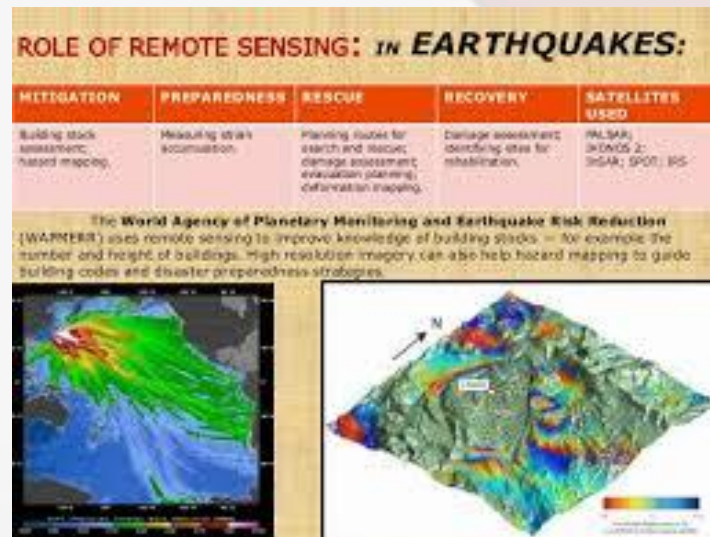 ROLE OF REMOTE SENSING: IN EARTHQUAKES:
MITIGATION PREPAREDNESS RESCUE RECOVERY SATELLITES USED
Building stock assessment; hazard mapping.
Measuring strain accumulation.
Planning routes for search and rescue; damage assessment; evacuation planning; deformation mapping.
Damage assessment; identifying sites for rehabilitation.
PALSAR;
IKONOS 2;
InSAR; SPOT; IRS
The World Agency of Planetary Monitoring and Earthquake Risk Reduction
(WAPMERR) uses remote sensing to improve knowledge of building stocks — for example the
number and height of buildings. High resolution imagery can also help hazard mapping to guide
building codes and disaster preparedness strategies.
N